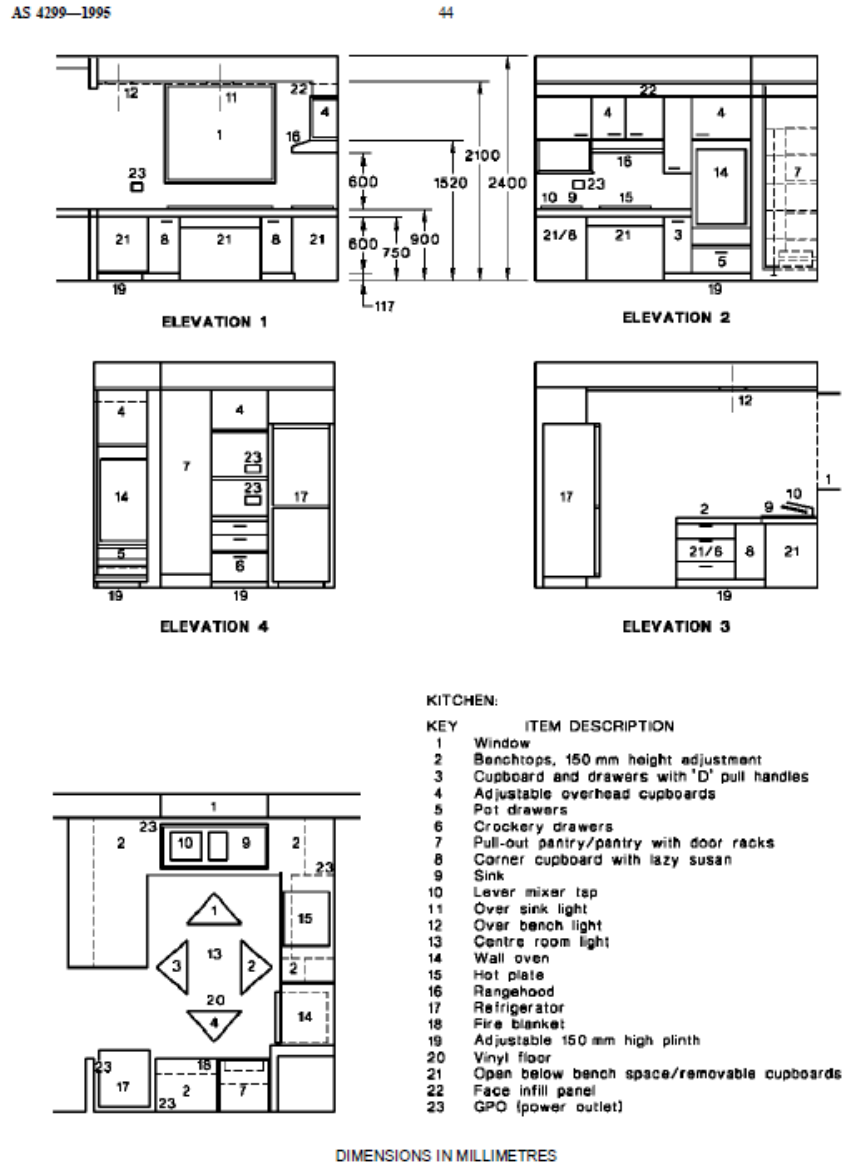 AS 4299—1995 44
12 11 22 4
1
16
23
2100
600 1520 2400
21 8 21 8 21
600 750 900
19
117
ELEVATION 1
22
4 4
16 14 7
23
10 9 15
21/6 21 3
5
19
ELEVATION 2
4 4
7 23
14 23 17
5 6
19 19
ELEVATION 4
12
1
17 10
2 9
21/6 8 21
19
ELEVATION 3
KITCHEN:
KEY ITEM DESCRIPTION
1 Window
2 Benchtops, 150 mm height adjustment
3 Cupboard and drawers with 'D' pull handles
4 Adjustable overhead cupboards
5 Pot drawers
6 Crockery drawers
7 Pull-out pantry/pantry with door racks
8 Corner cupboard with lazy susan
9 Sink
10 Lever mixer tap
11 Over sink light
12 Over bench light
13 Centre room light
14 Wall oven
15 Hot plate
16 Rangehood
17 Refrigerator
18 Fire blanket
19 Adjustable 150 mm high plinth
20 Vinyl floor
21 Open below bench space/removable cupboards
22 Face infill panel
23 GPO (power outlet)
1
23
2 10 9 2
23
1 15
13
3 2 2
20
4 14
23 18
17 2 7
23
DIMENSIONS IN MILLIMETRES